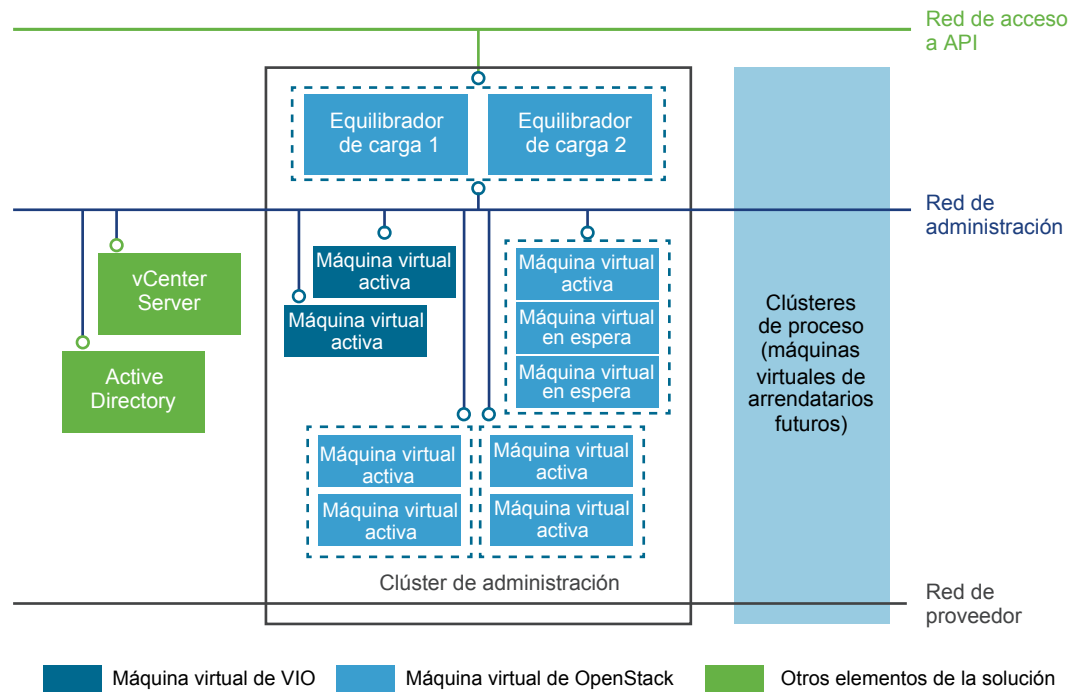 Red de acceso
a API
Equilibrador
de carga 1
Equilibrador
de carga 2
Red de
administración
vCenter
Server
Active
Directory
Máquina virtual
activa
Máquina virtual
activa
Máquina virtual
activa
Máquina virtual
en espera
Máquina virtual
en espera
Máquina virtual
activa
Máquina virtual
activa
Máquina virtual
activa
Máquina virtual
activa
Clúster de administración
Clústeres
de proceso
(máquinas
virtuales de
arrendatarios
futuros)
Red de
proveedor
Máquina virtual de VIO
Máquina virtual de OpenStack
Otros elementos de la solución